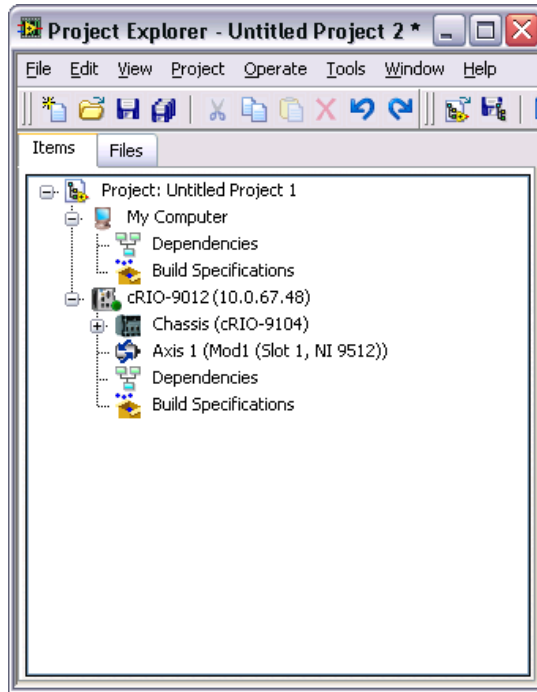 Project Explorer - Untitled Project 2 *
File Edit View Project Operate Tools Window Help
Items Files
Project: Untitled Project 1
My Computer
Dependencies
Build Specifications
cRIO-9012 (10.0.67.48)
Chassis (cRIO-9104)
Axis 1 (Mod1 (Slot 1, NI 9512))
Dependencies
Build Specifications